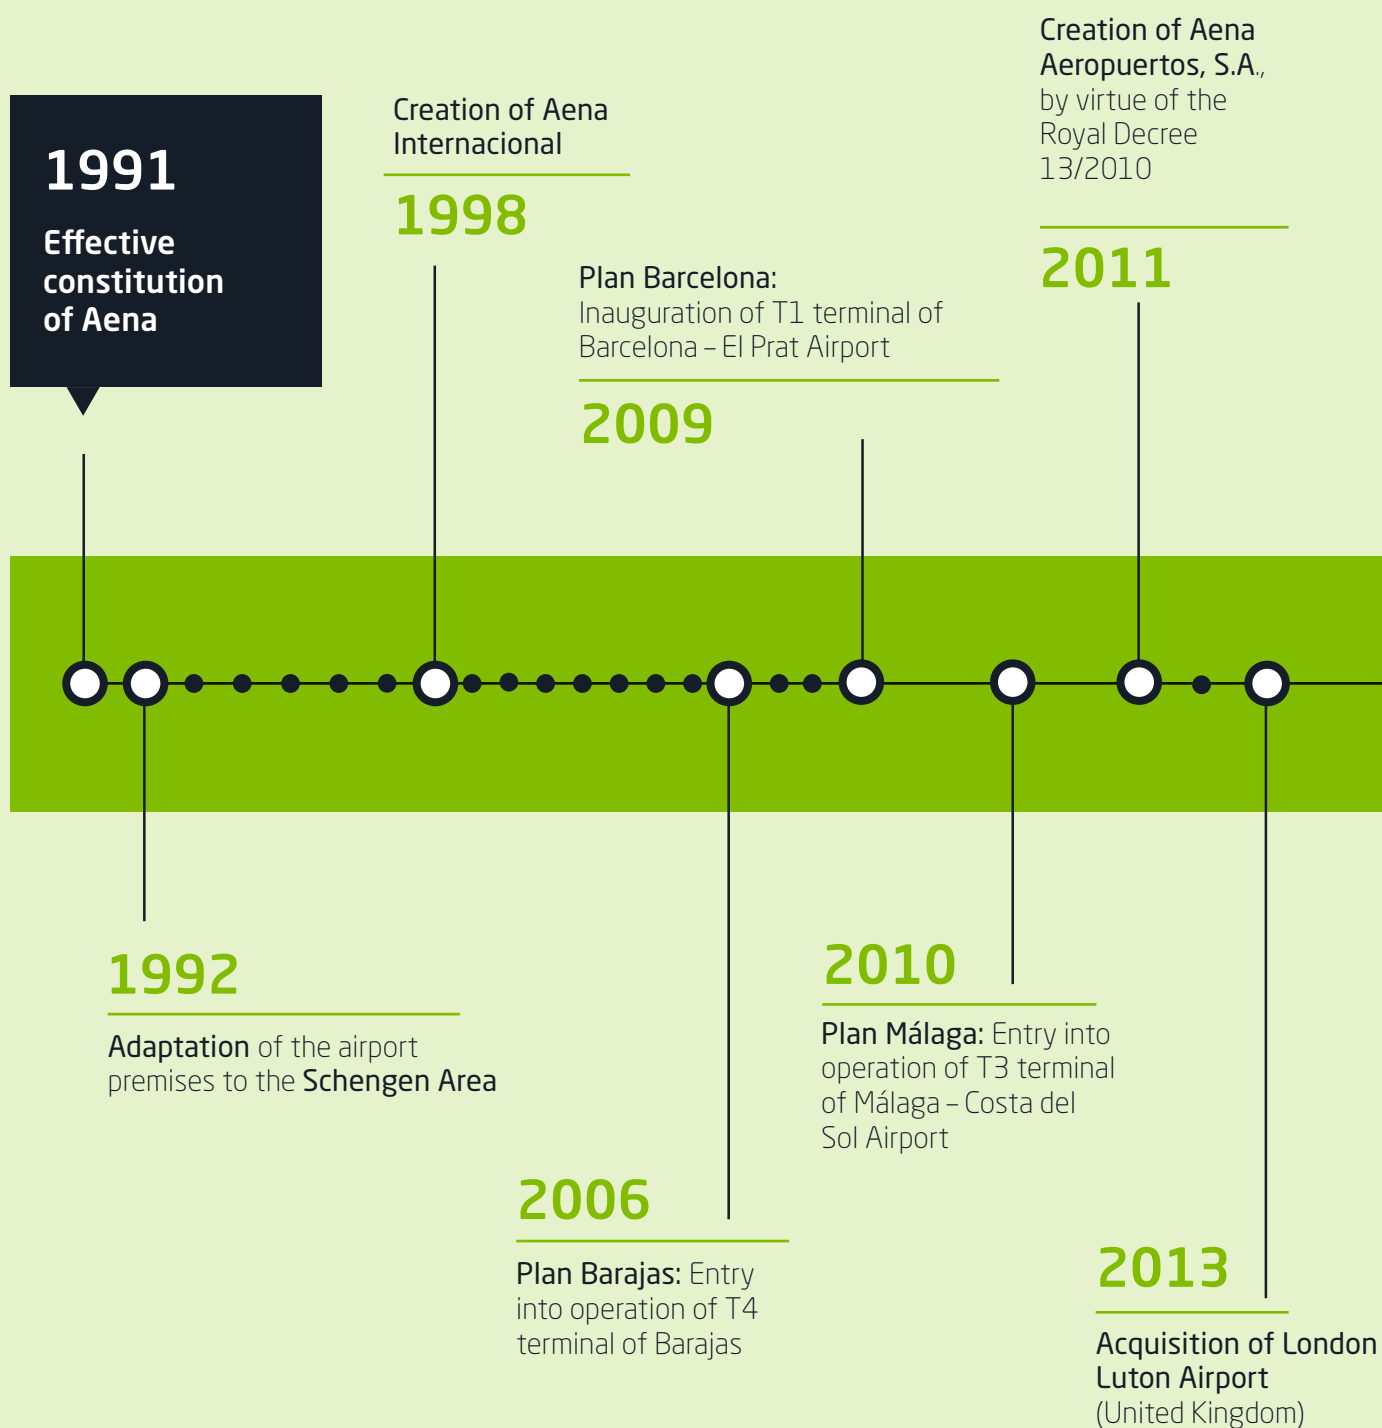 1991
Effective
constitution
of Aena
Creation of Aena
Internacional
1998
Plan Barcelona:
Inauguration of T1 terminal of
Barcelona – El Prat Airport
2009
Creation of Aena
Aeropuertos, S.A.,
by virtue of the
Royal Decree
13/2010
2011
1992
Adaptation of the airport
premises to the Schengen Area
2006
Plan Barajas: Entry
into operation of T4
terminal of Barajas
2010
Plan Málaga: Entry into
operation of T3 terminal
of Málaga – Costa del
Sol Airport
2013
Acquisition of London
Luton Airport
(United Kingdom)